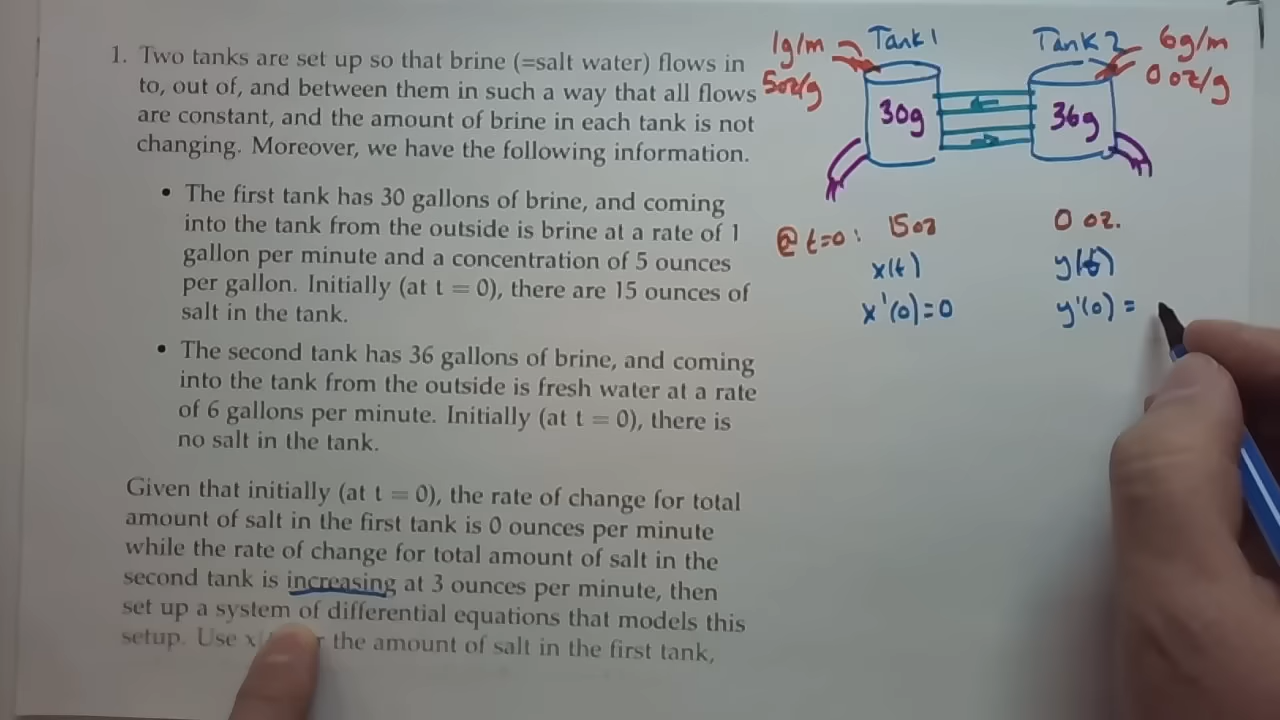 1. Two tanks are set up so that brine (=salt water) flows in
to, out of, and between them in such a way that all flows
are constant, and the amount of brine in each tank is not
changing. Moreover, we have the following information.
• The first tank has 30 gallons of brine, and coming
into the tank from the outside is brine at a rate of 1
gallon per minute and a concentration of 5 ounces
per gallon. Initially (at t = 0), there are 15 ounces of
salt in the tank.
• The second tank has 36 gallons of brine, and coming
into the tank from the outside is fresh water at a rate
of 6 gallons per minute. Initially (at t = 0), there is
no salt in the tank.
Given that initially (at t = 0), the rate of change for total
amount of salt in the first tank is 0 ounces per minute
while the rate of change for total amount of salt in the
second tank is increasing at 3 ounces per minute, then
set up a system of differential equations that models this
setup. Use the amount of salt in the first tank,
1g/m Tank 1 Tank 2 6g/m
5oz/g 0 oz/g
30g 36g
@ t=0: 15oz 0 oz.
x(t) y(t)
x'(0)=0 y'(0) =